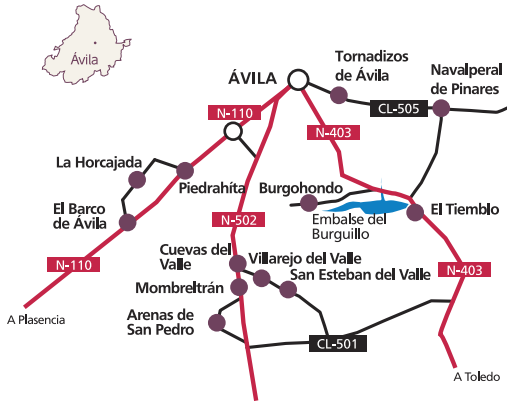 Ávila
ÁVILA
Tornadizos
de Ávila
Navalperal
de Pinares
CL-505
N-110
N-403
La Horcajada
Piedrahíta
Burgohondo
El Barco
de Ávila
N-502
Embalse del
Burguillo
El Tiemblo
Cuevas del
Valle
Villarejo del Valle
San Esteban del Valle
N-110
N-403
Mombreltrán
A Plasencia
Arenas de
San Pedro
CL-501
A Toledo